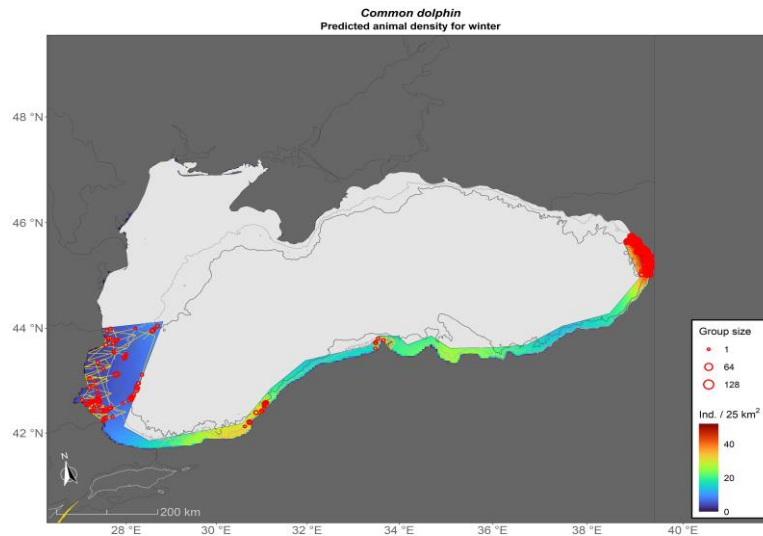 Common dolphin
Predicted animal density for winter
48 °N
46 °N
44 °N
42 °N
Group size
1
64
128
Ind. / 25 km²
40
20
0
N
200 km
28 °E
30 °E
32 °E
34 °E
36 °E
38 °E
40 °E